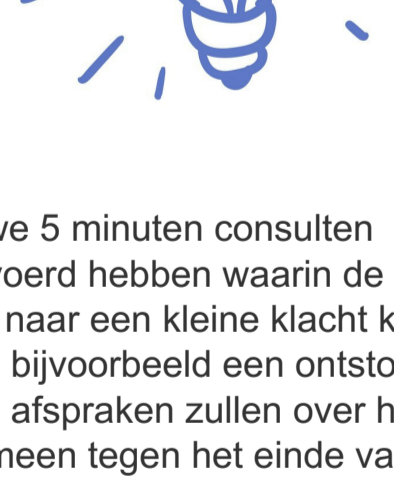 ve 5 minuten consulten
voerd hebben waarin de
naar een kleine klacht k
bijvoorbeeld een ontsto
afspraken zullen over h
meen tegen het einde va